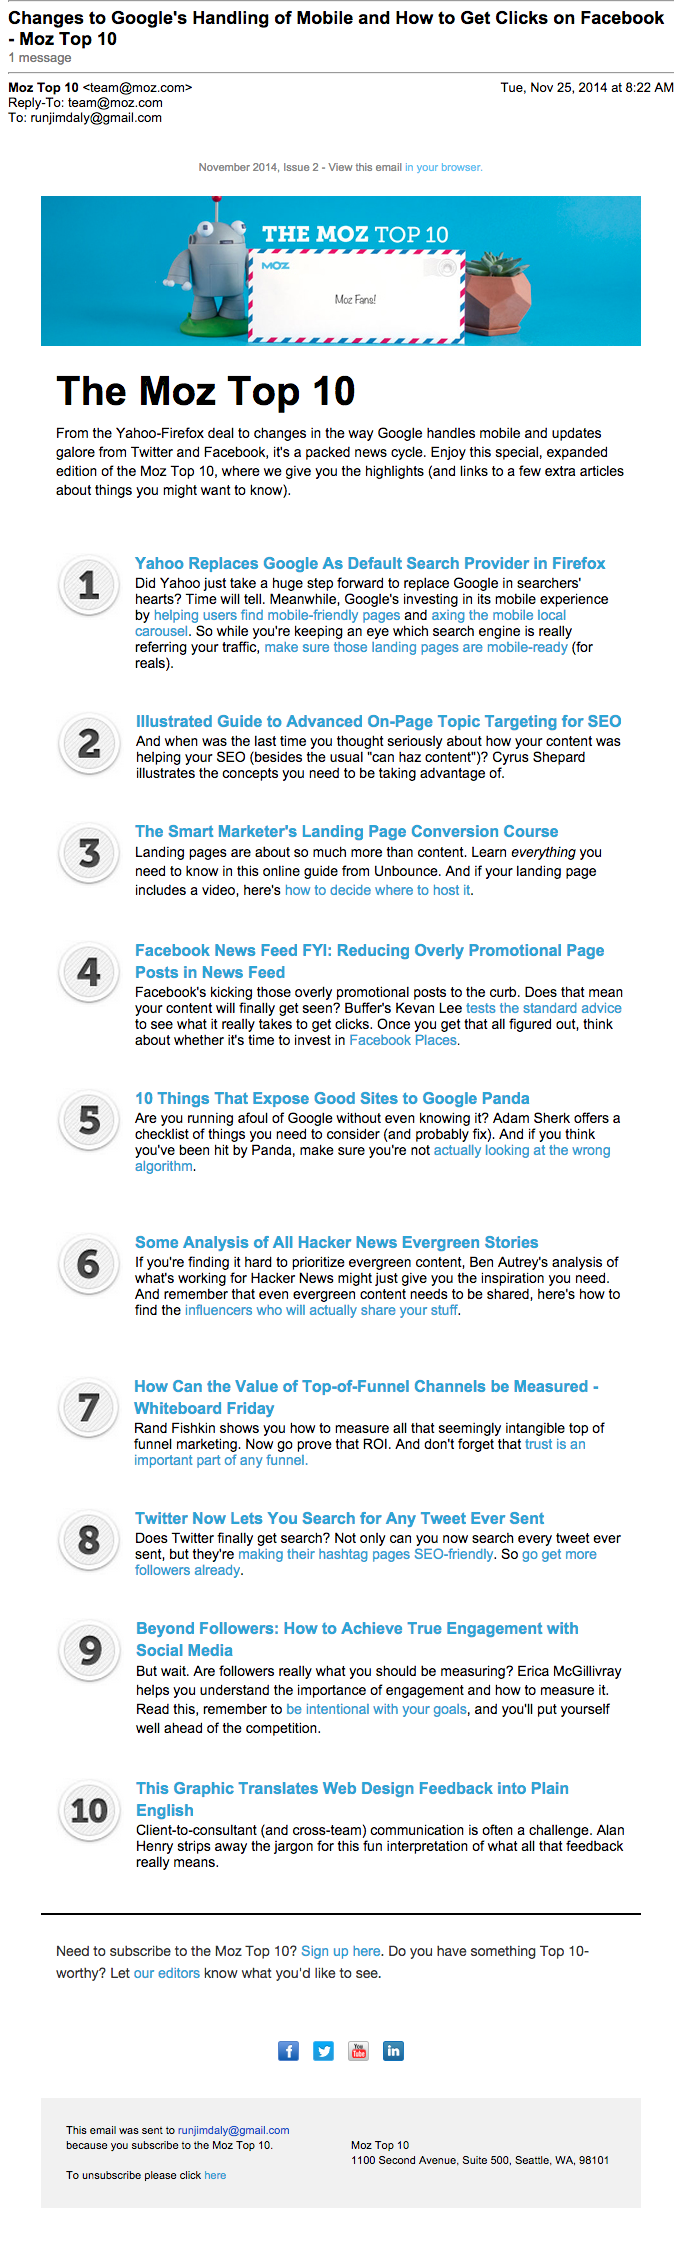 Changes to Google's Handling of Mobile and How to Get Clicks on Facebook
- Moz Top 10
1 message
Moz Top 10 <team@moz.com> Tue, Nov 25, 2014 at 8:22 AM
Reply-To: team@moz.com
To: runjimdaly@gmail.com
November 2014, Issue 2 - View this email in your browser.
THE MOZ TOP 10
MOZ
Moz Fans!
The Moz Top 10
From the Yahoo-Firefox deal to changes in the way Google handles mobile and updates
galore from Twitter and Facebook, it's a packed news cycle. Enjoy this special, expanded
edition of the Moz Top 10, where we give you the highlights (and links to a few extra articles
about things you might want to know).
1
Yahoo Replaces Google As Default Search Provider in Firefox
Did Yahoo just take a huge step forward to replace Google in searchers'
hearts? Time will tell. Meanwhile, Google's investing in its mobile experience
by helping users find mobile-friendly pages and axing the mobile local
carousel. So while you're keeping an eye which search engine is really
referring your traffic, make sure those landing pages are mobile-ready (for
reals).
2
Illustrated Guide to Advanced On-Page Topic Targeting for SEO
And when was the last time you thought seriously about how your content was
helping your SEO (besides the usual "can haz content")? Cyrus Shepard
illustrates the concepts you need to be taking advantage of.
3
The Smart Marketer's Landing Page Conversion Course
Landing pages are about so much more than content. Learn everything you
need to know in this online guide from Unbounce. And if your landing page
includes a video, here's how to decide where to host it.
4
Facebook News Feed FYI: Reducing Overly Promotional Page
Posts in News Feed
Facebook's kicking those overly promotional posts to the curb. Does that mean
your content will finally get seen? Buffer's Kevan Lee tests the standard advice
to see what it really takes to get clicks. Once you get that all figured out, think
about whether it's time to invest in Facebook Places.
5
10 Things That Expose Good Sites to Google Panda
Are you running afoul of Google without even knowing it? Adam Sherk offers a
checklist of things you need to consider (and probably fix). And if you think
you've been hit by Panda, make sure you're not actually looking at the wrong
algorithm.
6
Some Analysis of All Hacker News Evergreen Stories
If you're finding it hard to prioritize evergreen content, Ben Autrey's analysis of
what's working for Hacker News might just give you the inspiration you need.
And remember that even evergreen content needs to be shared, here's how to
find the influencers who will actually share your stuff.
7
How Can the Value of Top-of-Funnel Channels be Measured -
Whiteboard Friday
Rand Fishkin shows you how to measure all that seemingly intangible top of
funnel marketing. Now go prove that ROI. And don't forget that trust is an
important part of any funnel.
8
Twitter Now Lets You Search for Any Tweet Ever Sent
Does Twitter finally get search? Not only can you now search every tweet ever
sent, but they're making their hashtag pages SEO-friendly. So go get more
followers already.
9
Beyond Followers: How to Achieve True Engagement with
Social Media
But wait. Are followers really what you should be measuring? Erica McGillivray
helps you understand the importance of engagement and how to measure it.
Read this, remember to be intentional with your goals, and you'll put yourself
well ahead of the competition.
10
This Graphic Translates Web Design Feedback into Plain
English
Client-to-consultant (and cross-team) communication is often a challenge. Alan
Henry strips away the jargon for this fun interpretation of what all that feedback
really means.
Need to subscribe to the Moz Top 10? Sign up here. Do you have something Top 10-
worthy? Let our editors know what you'd like to see.
f You Tube in
This email was sent to runjimdaly@gmail.com
because you subscribe to the Moz Top 10.
To unsubscribe please click here
Moz Top 10
1100 Second Avenue, Suite 500, Seattle, WA, 98101